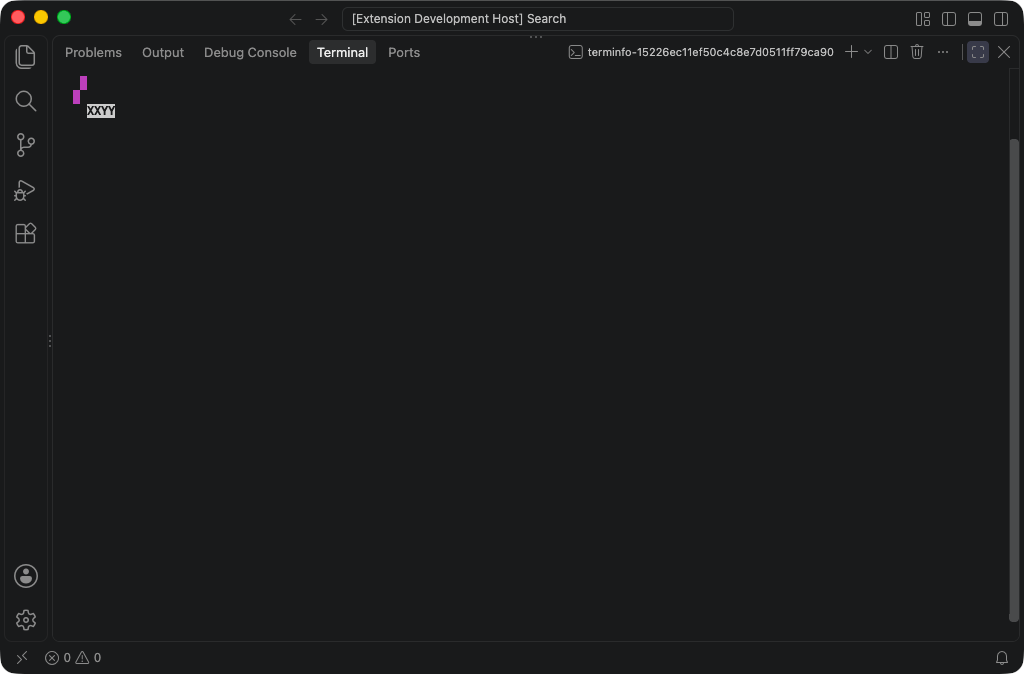 [Extension Development Host] Search
Problems Output Debug Console Terminal Ports terminfo-15226ec11ef50c4c8e7d0511ff79ca90
XXYY
0 0